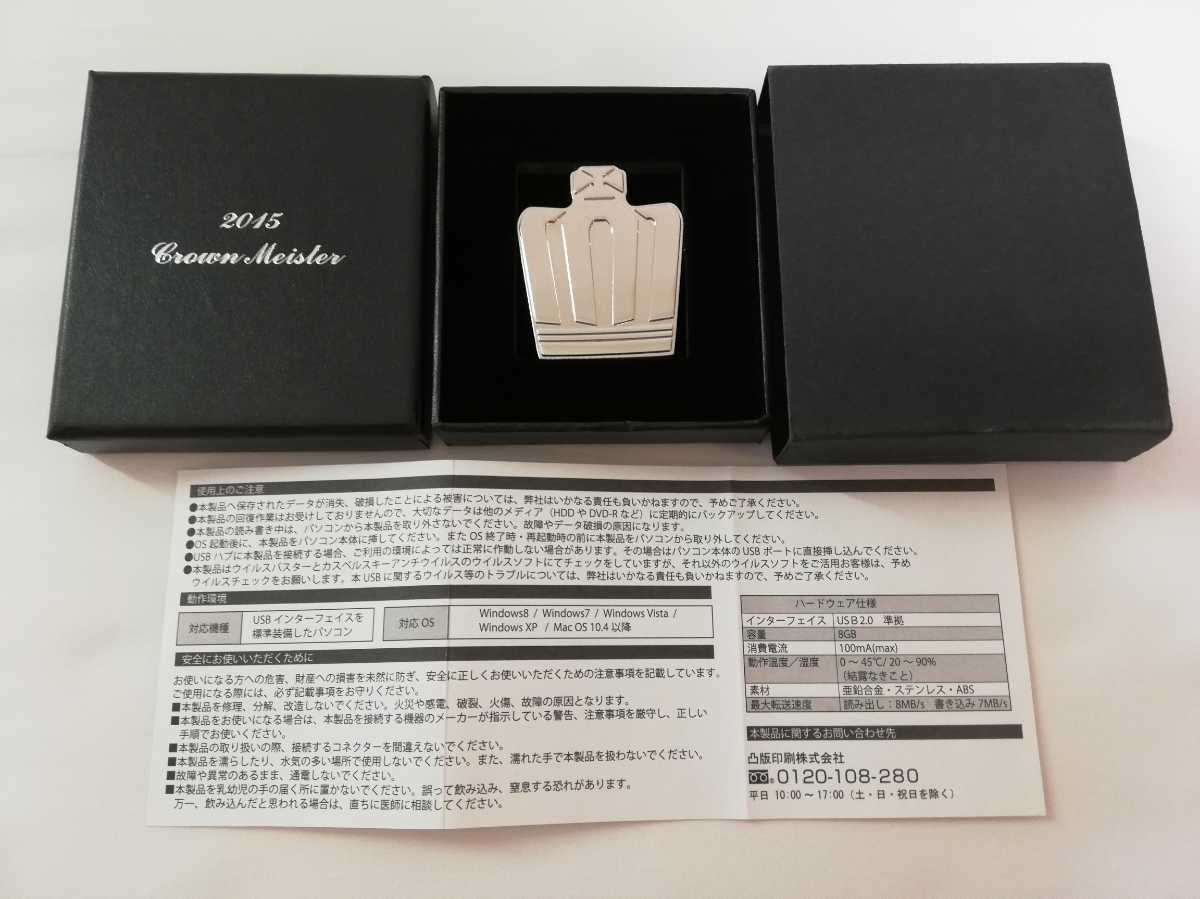 2015
Crown Meister
使用上のご注意
●本製品へ保存されたデータが消失、破損したことによる被害については、弊社はいかなる責任も負いかねますので、予めご了承ください。
●本製品の回復作業はお受けしておりませんので、大切なデータは他のメディア（HDD や DVD-R など）に定期的にバックアップしてください。
●本製品の読み書き中は、パソコンから本製品を取り外さないでください。故障やデータ破損の原因になります。
●OS 起動後に、本製品をパソコン本体に挿してください。また OS 終了時・再起動時の前に本製品をパソコンから取り外してください。
●USB ハブに本製品を接続する場合、ご利用の環境によっては正常に作動しない場合があります。その場合はパソコン本体の USB ポートに直接挿し込んでください。
●本製品はウイルスバスターとカスペルスキーアンチウイルスのウイルスソフトにてチェックをしていますが、それ以外のウイルスソフトをご活用お客様は、予め
ウイルスチェックをお願いします。本 USB に関するウイルス等のトラブルについては、弊社はいかなる責任も負いかねますので、予めご了承ください。
動作環境
対応機種
USB インターフェイスを
標準装備したパソコン
対応 OS
Windows8 / Windows7 / Windows Vista /
Windows XP / Mac OS 10.4 以降
安全にお使いいただくために
お使いになる方への危害、財産への損害を未然に防ぎ、安全に正しくお使いいただくための注意事項を記載しています。
ご使用になる際には、必ず記載事項をお守りください。
■本製品を修理、分解、改造しないでください。火災や感電、破裂、火傷、故障の原因となります。
■本製品をお使いになる場合は、本製品を接続する機器のメーカーが指示している警告、注意事項を厳守し、正しい
手順でお使いください。
■本製品の取り扱いの際、接続するコネクターを間違えないでください。
■本製品を濡らしたり、水気の多い場所で使用しないでください。また、濡れた手で本製品を扱わないでください。
■故障や異常のあるまま、通電しないでください。
■本製品を乳幼児の手の届く所に置かないでください。誤って飲み込み、窒息する恐れがあります。
万一、飲み込んだと思われる場合は、直ちに医師に相談してください。
ハードウェア仕様
インターフェイス USB 2.0 準拠
容量 8GB
消費電流 100mA(max)
動作温度／湿度 0 ～ 45℃/ 20 ～ 90%
（結露なきこと）
素材 亜鉛合金・ステンレス・ABS
最大転送速度 読み出し：8MB/s 書き込み 7MB/s
本製品に関するお問い合わせ先
凸版印刷株式会社
0120-108-280
平日 10:00 ～ 17:00（土・日・祝日を除く）